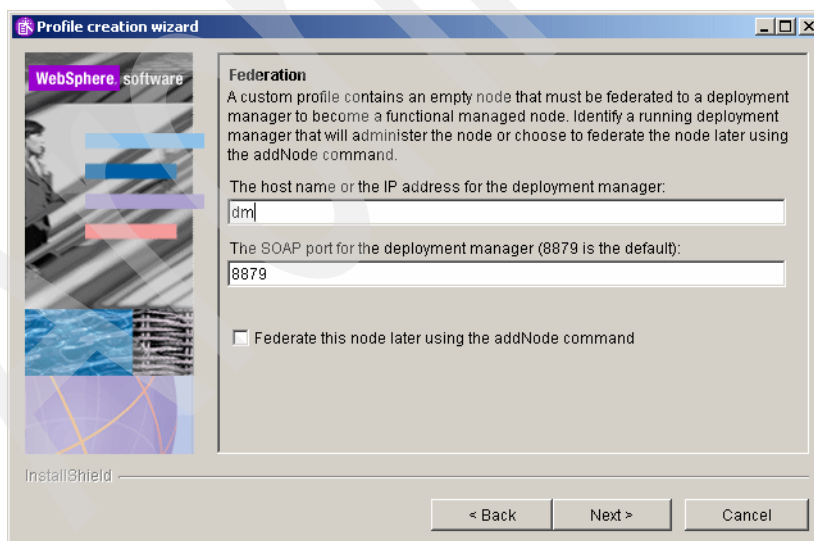 Profile creation wizard
WebSphere software
Federation
A custom profile contains an empty node that must be federated to a deployment
manager to become a functional managed node. Identify a running deployment
manager that will administer the node or choose to federate the node later using
the addNode command.
The host name or the IP address for the deployment manager:
dm
The SOAP port for the deployment manager (8879 is the default):
8879
Federate this node later using the addNode command
InstallShield
< Back
Next >
Cancel